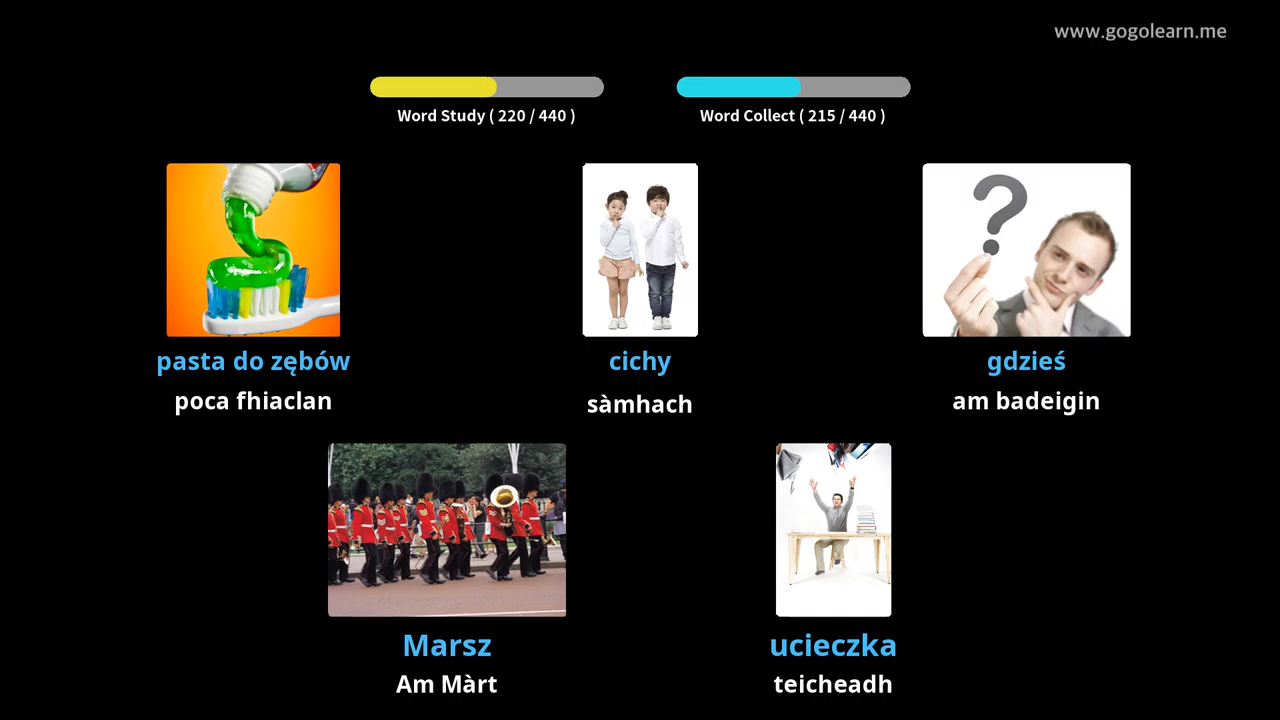 www.gogolearn.me
Word Study ( 220 / 440 )
Word Collect ( 215 / 440 )
pasta do zębów
cichy
gdzieś
poca fhiaclan
sàmhach
am badeigin
Marsz
ucieczka
Am Màrt
teicheadh